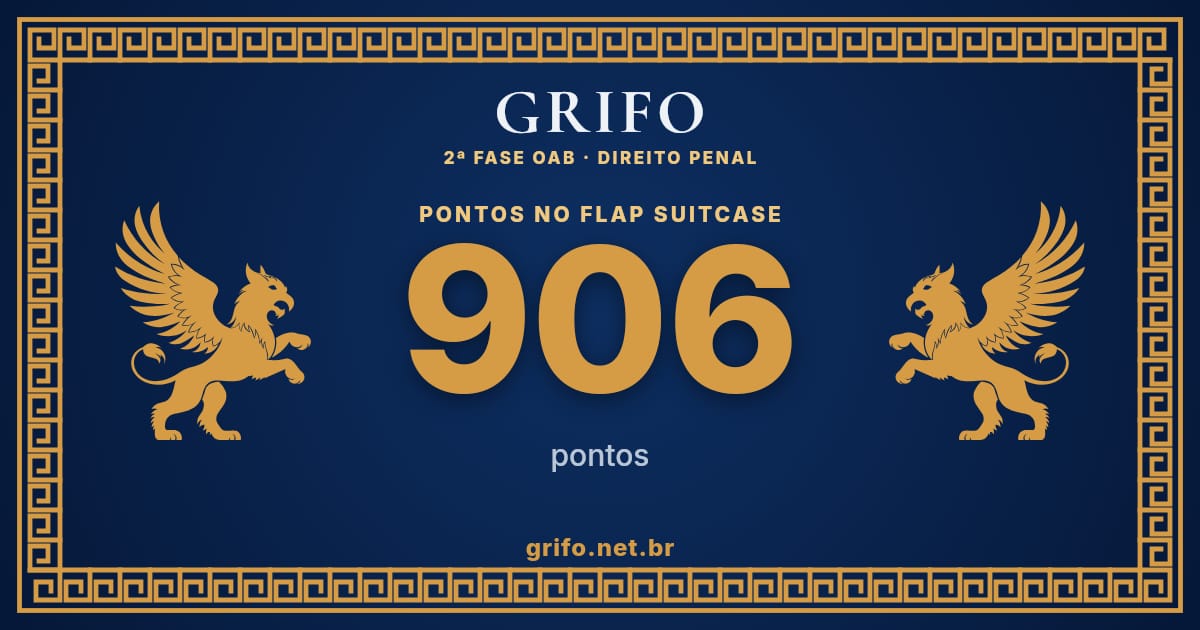 GRIFO
2ª FASE OAB · DIREITO PENAL
PONTOS NO FLAP SUITCASE
906
pontos
grifo.net.br